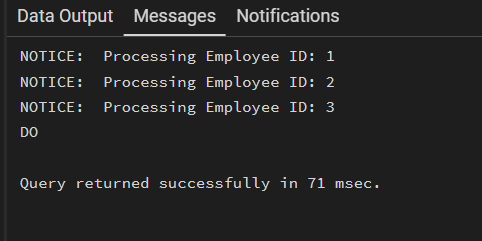 Data Output Messages Notifications
NOTICE:  Processing Employee ID: 1
NOTICE:  Processing Employee ID: 2
NOTICE:  Processing Employee ID: 3
DO
Query returned successfully in 71 msec.